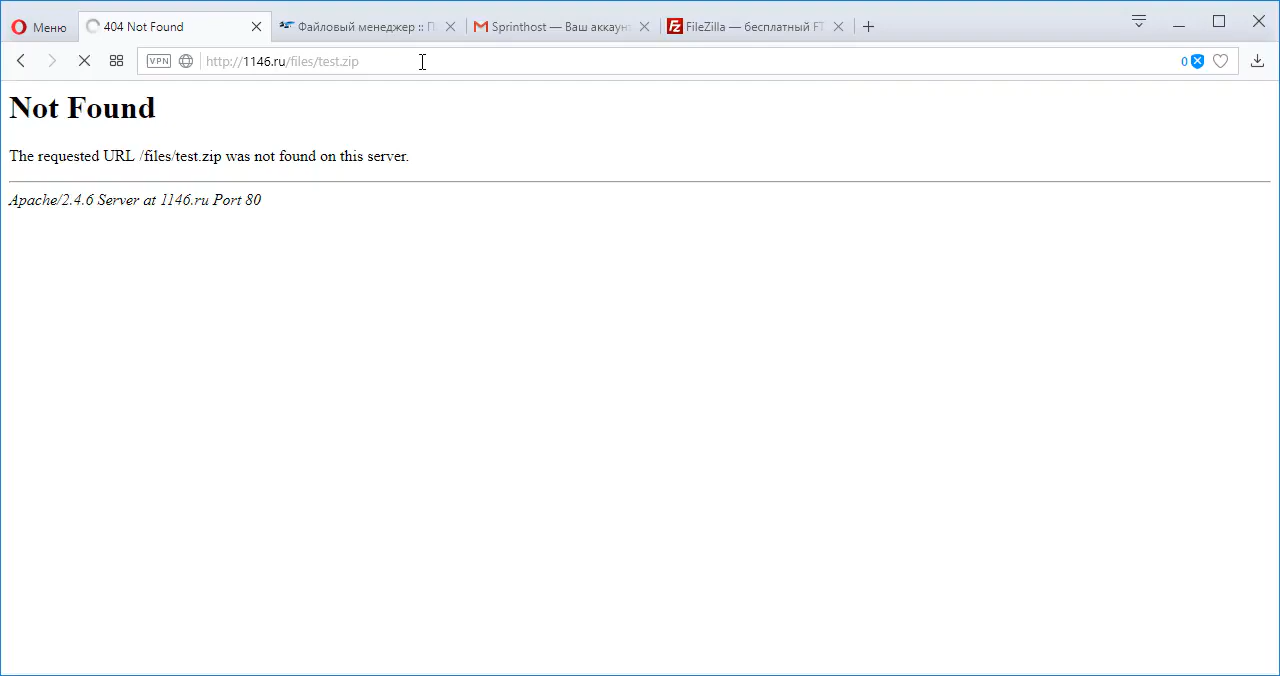 Меню
404 Not Found
Файловый менеджер :: П
Sprinthost — Ваш аккаун
FileZilla — бесплатный FT
VPN
http://1146.ru/files/test.zip
0
Not Found
The requested URL /files/test.zip was not found on this server.
Apache/2.4.6 Server at 1146.ru Port 80